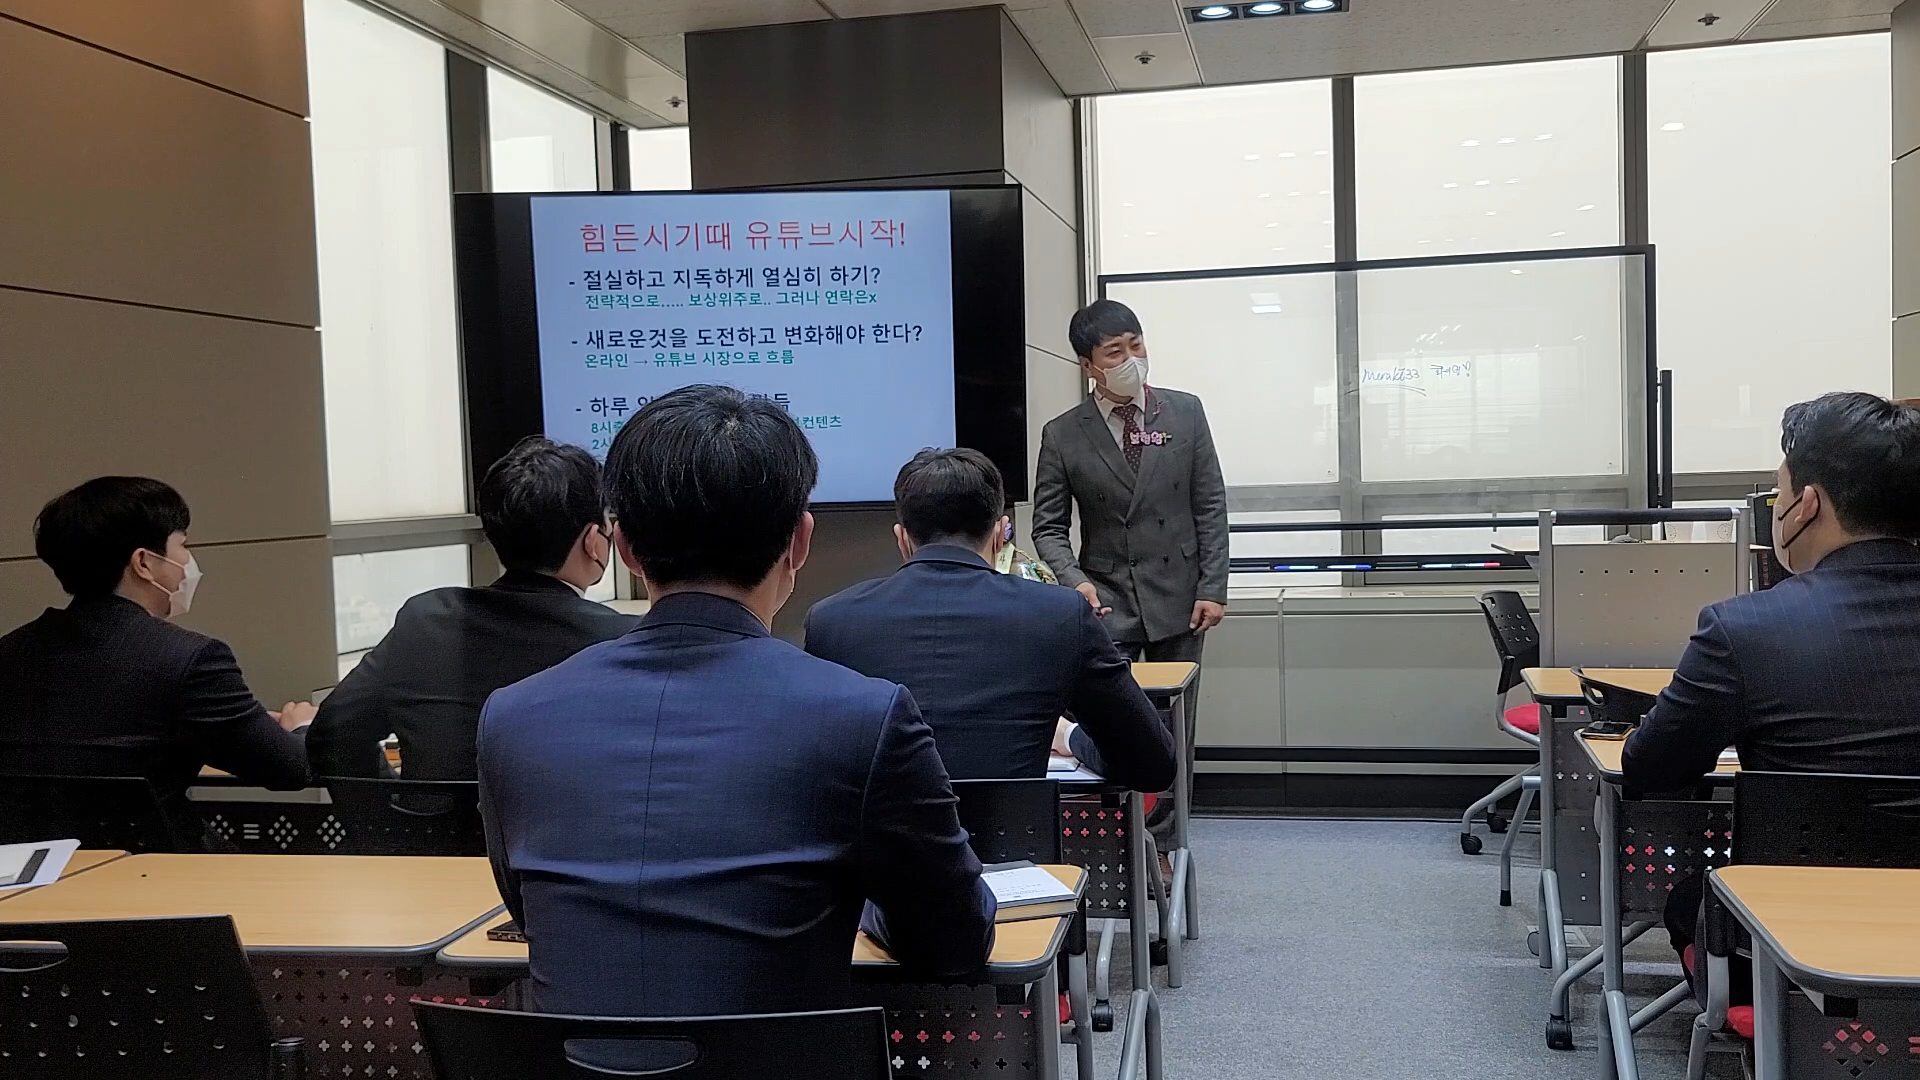 힘든시기때 유튜브시작!
- 절실하고 지독하게 열심히 하기?
전략적으로..... 보상위주로.. 그러나 연락은x
- 새로운것을 도전하고 변화해야 한다?
온라인 → 유튜브 시장으로 흐름
- 하루
8시 컨텐츠
2시
보험왕
Meraki33